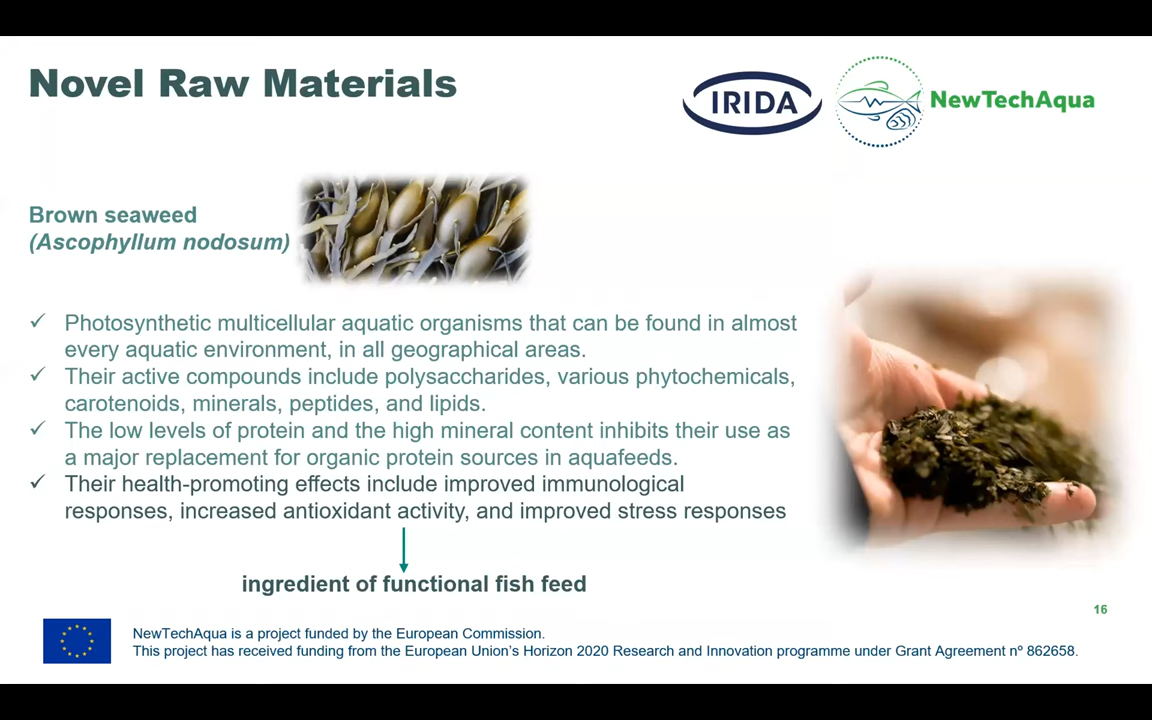 Novel Raw Materials
IRIDA
NewTechAqua
Brown seaweed
(Ascophyllum nodosum)
✓ Photosynthetic multicellular aquatic organisms that can be found in almost
every aquatic environment, in all geographical areas.
✓ Their active compounds include polysaccharides, various phytochemicals,
carotenoids, minerals, peptides, and lipids.
✓ The low levels of protein and the high mineral content inhibits their use as
a major replacement for organic protein sources in aquafeeds.
✓ Their health-promoting effects include improved immunological
responses, increased antioxidant activity, and improved stress responses
ingredient of functional fish feed
16
NewTechAqua is a project funded by the European Commission.
This project has received funding from the European Union’s Horizon 2020 Research and Innovation programme under Grant Agreement nº 862658.